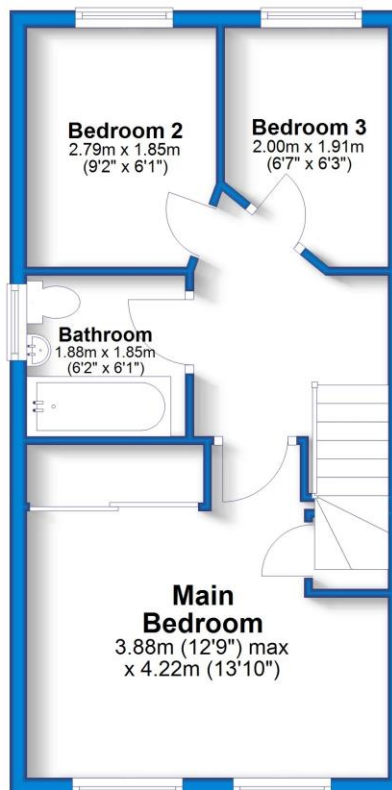 Bedroom 2
2.79m x 1.85m
(9'2" x 6'1")
Bedroom 3
2.00m x 1.91m
(6'7" x 6'3")
Bathroom
1.88m x 1.85m
(6'2" x 6'1")
Main
Bedroom
3.88m (12'9") max
x 4.22m (13'10")